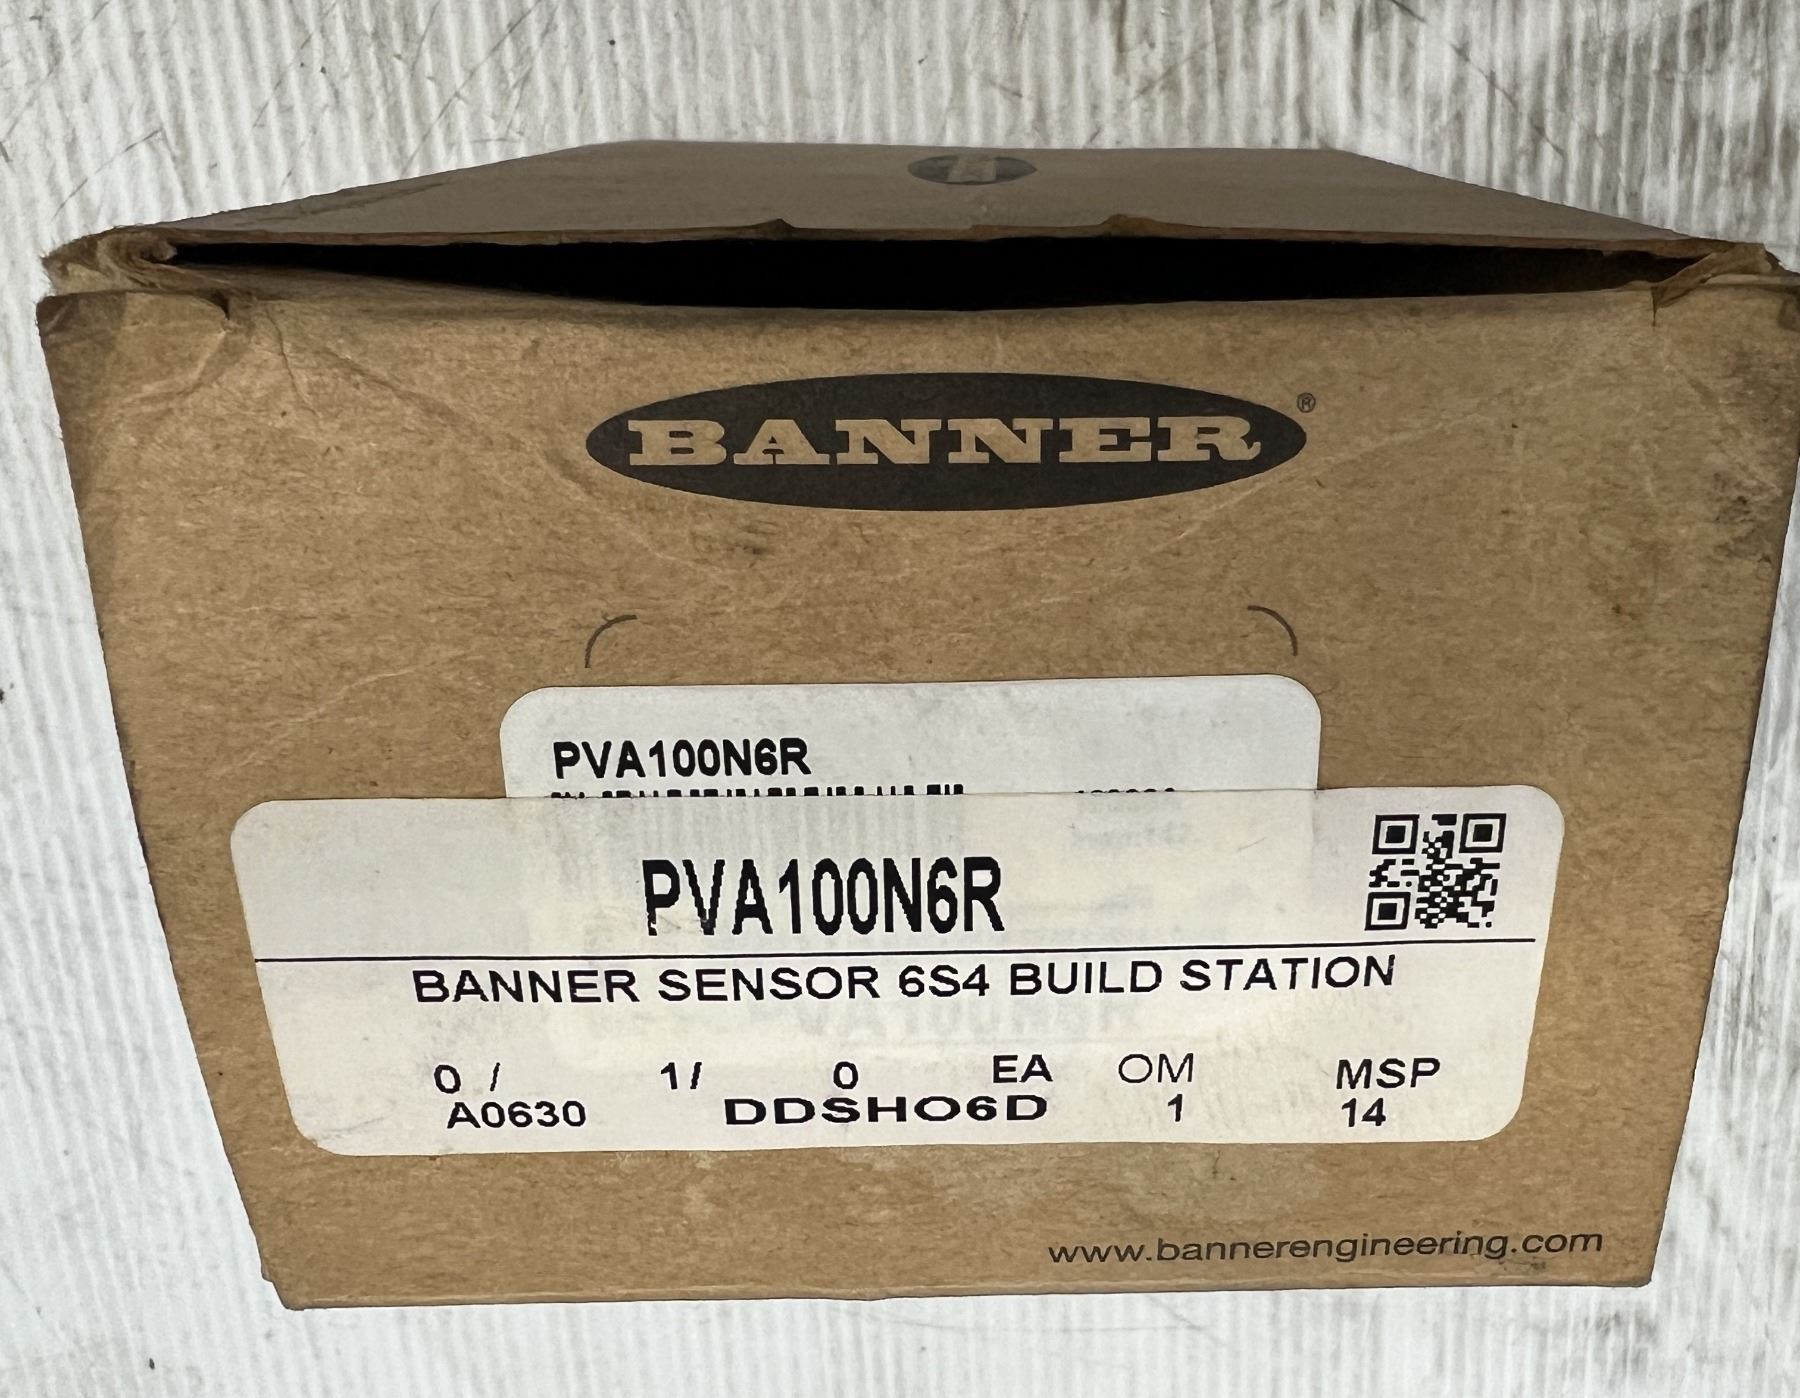 BANNER®
PVA100N6R
PVA100N6R
BANNER SENSOR 6S4 BUILD STATION
0 / 1/ 0 EA OM MSP
A0630 DDSHO6D 1 14
www.bannerengineering.com